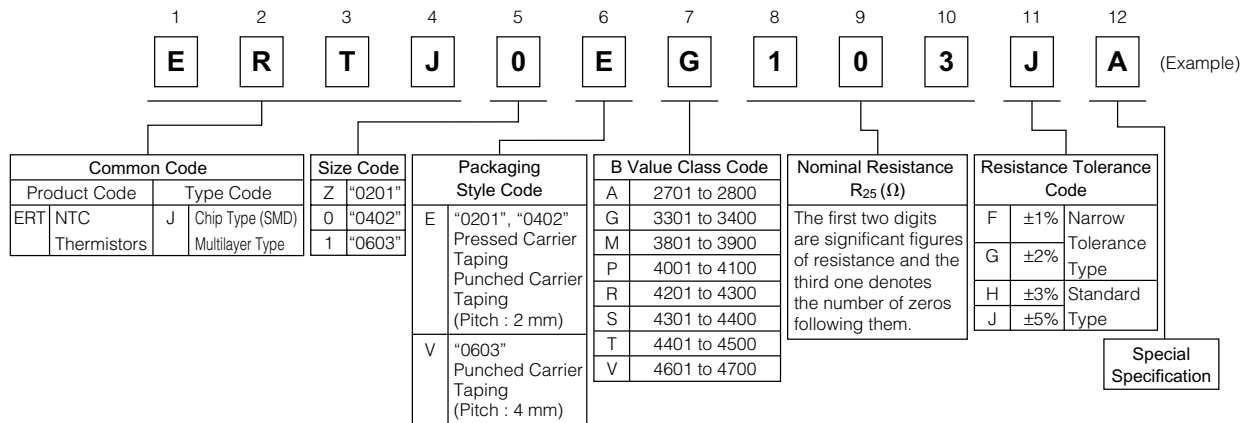 1 2 3 4 5 6 7 8 9 10 11 12
E R T J 0 E G 1 0 3 J A (Example)
Common Code
Product Code Type Code
ERT NTC Thermistors J Chip Type (SMD) Multilayer Type
Size Code
Z "0201"
0 "0402"
1 "0603"
Packaging
Style Code
E "0201", "0402"
Pressed Carrier
Taping
Punched Carrier
Taping
(Pitch : 2 mm)
V "0603"
Punched Carrier
Taping
(Pitch : 4 mm)
B Value Class Code
A 2701 to 2800
G 3301 to 3400
M 3801 to 3900
P 4001 to 4100
R 4201 to 4300
S 4301 to 4400
T 4401 to 4500
V 4601 to 4700
Nominal Resistance
R25 (Ω)
The first two digits
are significant figures
of resistance and the
third one denotes
the number of zeros
following them.
Resistance Tolerance
Code
F ±1% Narrow
Tolerance
G ±2% Type
H ±3% Standard
J ±5% Type
Special
Specification